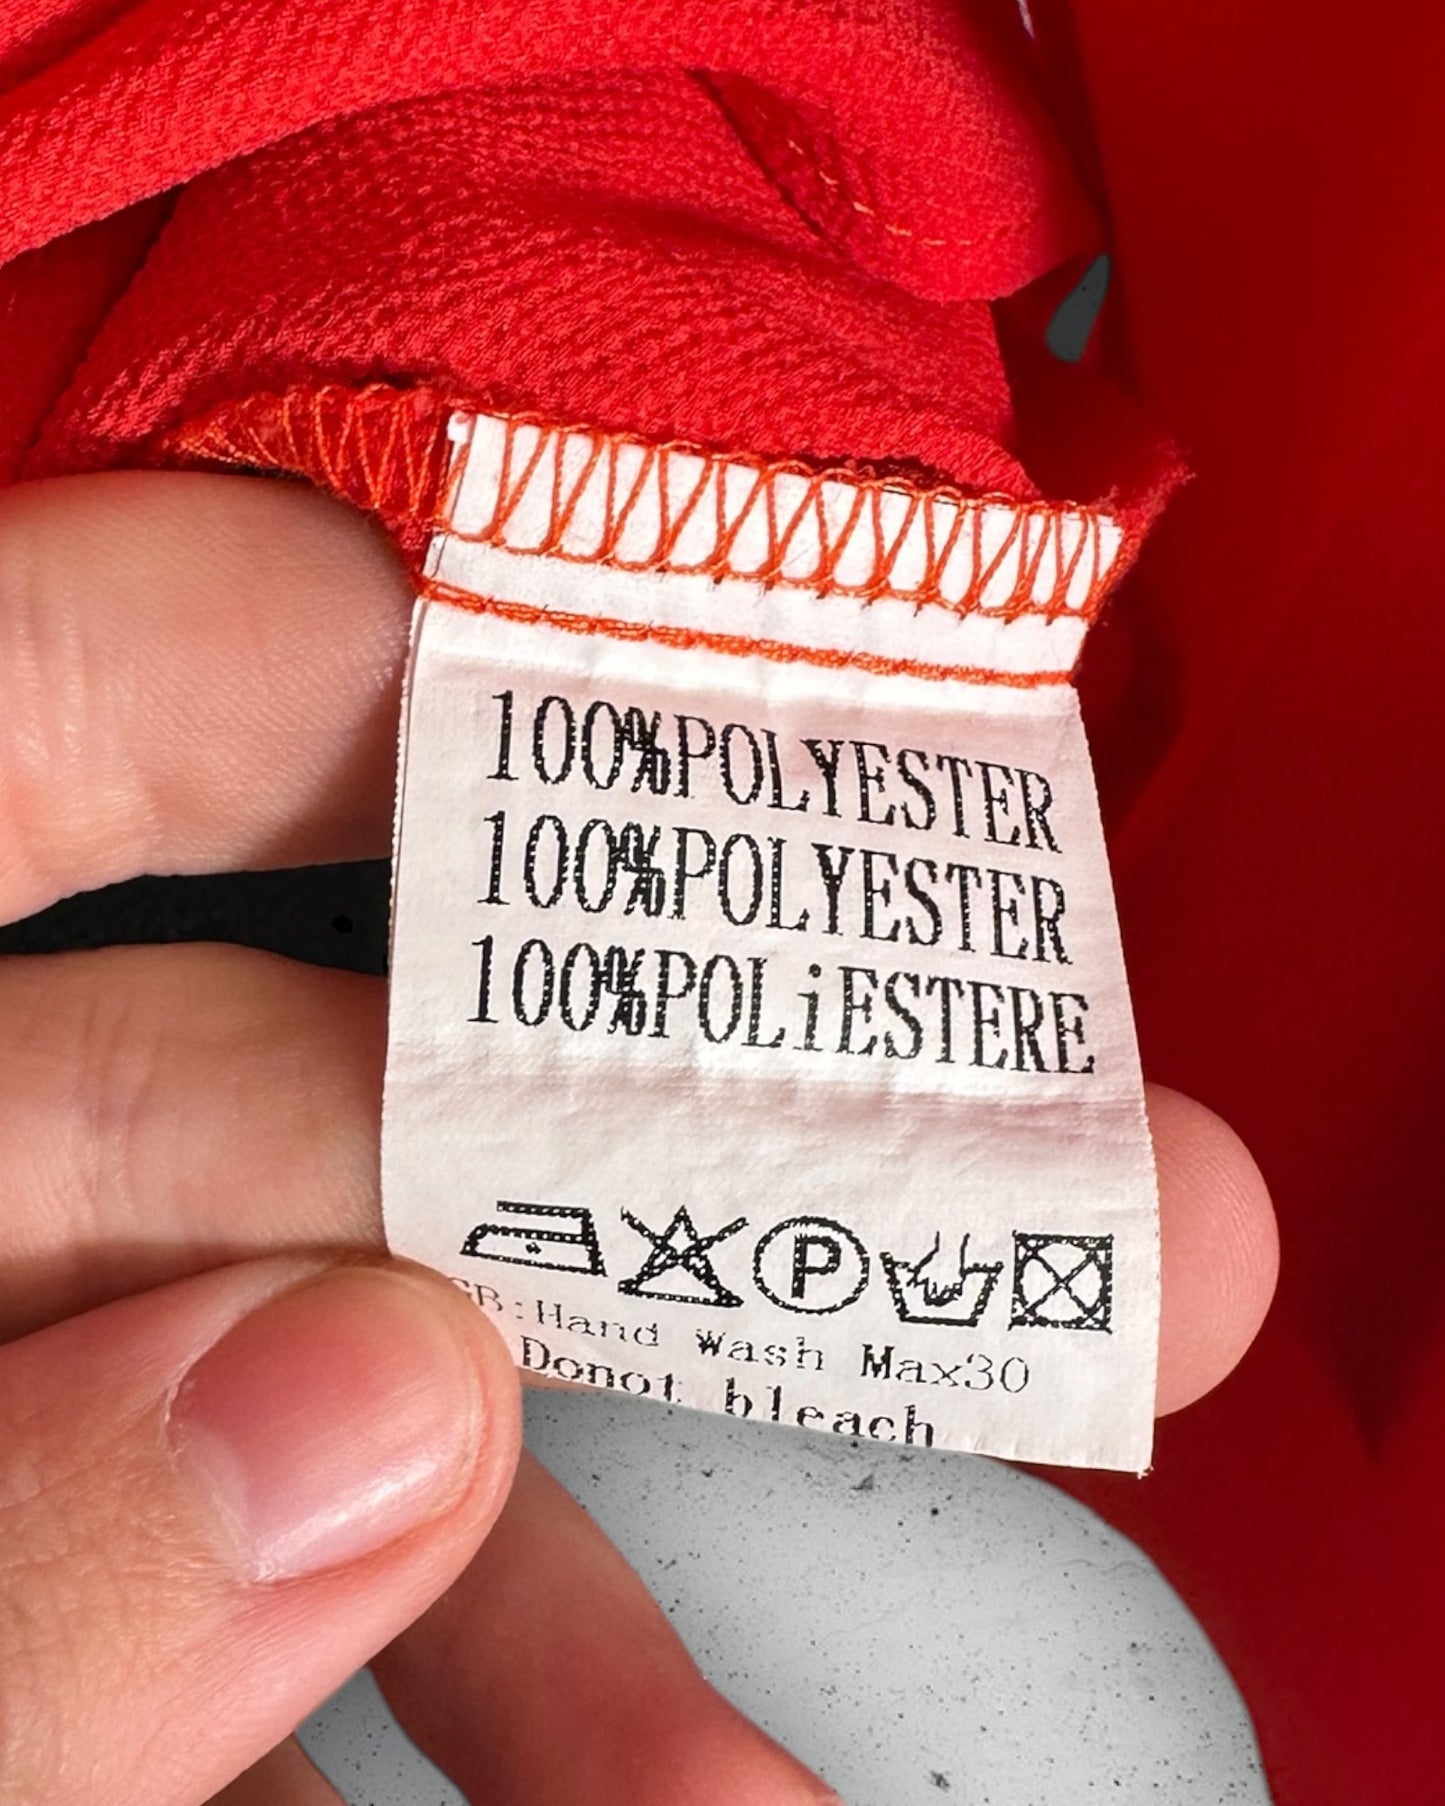 100%POLYESTER
100%POLYESTER
100%POLiESTERE
P
GB:Hand Wash Max30
Donot bleach